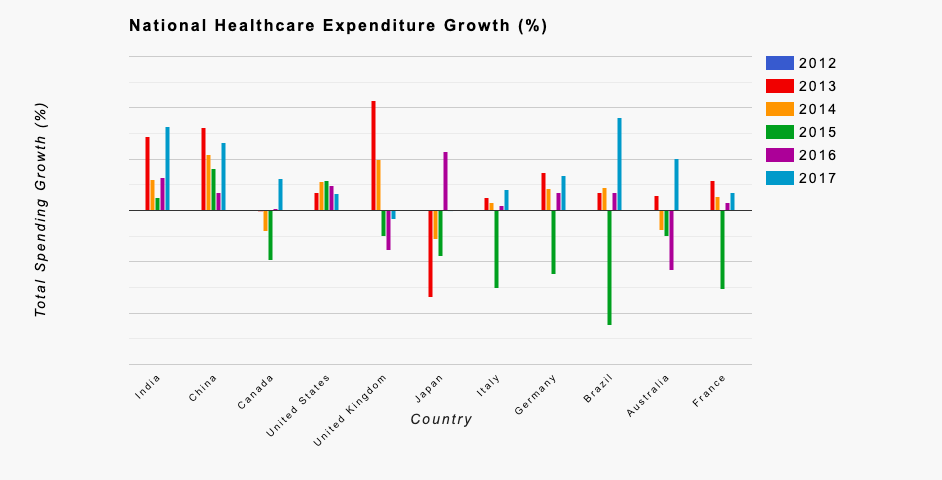 National Healthcare Expenditure Growth (%)
Total Spending Growth (%)
2012
2013
2014
2015
2016
2017
India
China
Canada
United States
United Kingdom
Japan
Italy
Germany
Brazil
Australia
France
Country